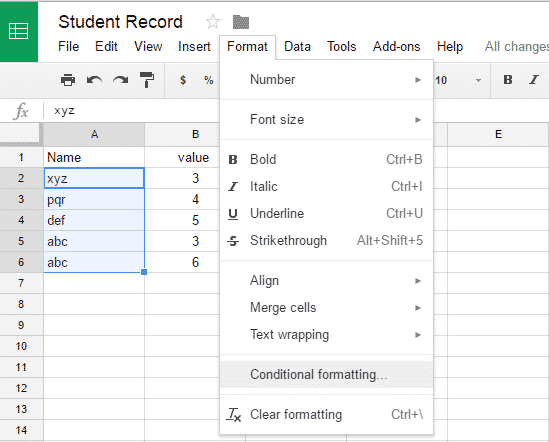 Student Record
File Edit View Insert Format Data Tools Add-ons Help All changes
$ % 10 B I
fx xyz
A B E
1 Name value
2 xyz 3
3 pqr 4
4 def 5
5 abc 3
6 abc 6
7
8
9
10
11
12
13
14
Number
Font size
B Bold Ctrl+B
I Italic Ctrl+I
U Underline Ctrl+U
S Strikethrough Alt+Shift+5
Align
Merge cells
Text wrapping
Conditional formatting...
Tx Clear formatting Ctrl+\